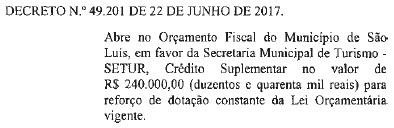 DECRETO N.º 49.201 DE 22 DE JUNHO DE 2017.
Abre no Orçamento Fiscal do Município de São
Luís, em favor da Secretaria Municipal de Turismo -
SETUR, Crédito Suplementar no valor de
R$ 240.000,00 (duzentos e quarenta mil reais) para
reforço de dotação constante da Lei Orçamentária
vigente.